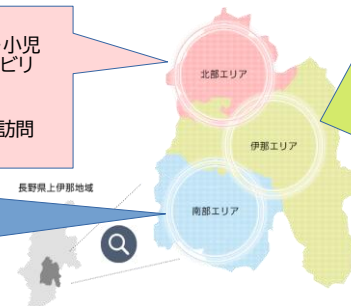 小児
ビリ
訪問
北部エリア
伊那エリア
長野県上伊那地域
南部エリア